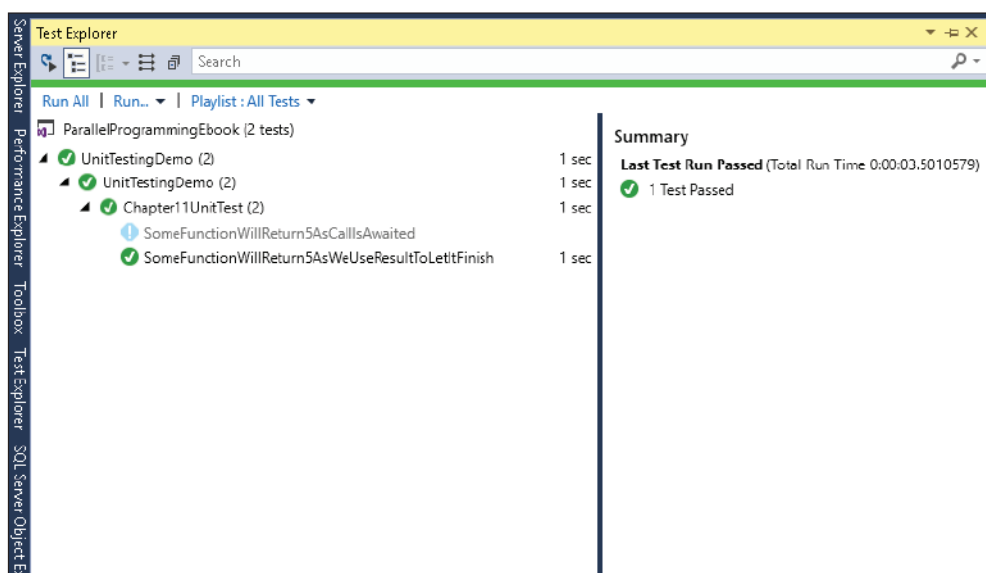 Test Explorer
Search
Run All | Run... | Playlist : All Tests
ParallelProgrammingEbook (2 tests)
UnitTestingDemo (2) 1 sec
UnitTestingDemo (2) 1 sec
Chapter11UnitTest (2) 1 sec
SomeFunctionWillReturn5AsCallIsAwaited
SomeFunctionWillReturn5AsWeUseResultToLetItFinish 1 sec
Summary
Last Test Run Passed (Total Run Time 0:00:03.5010579)
1 Test Passed
Server Explorer
Performance Explorer
Toolbox
Test Explorer
SQL Server Object